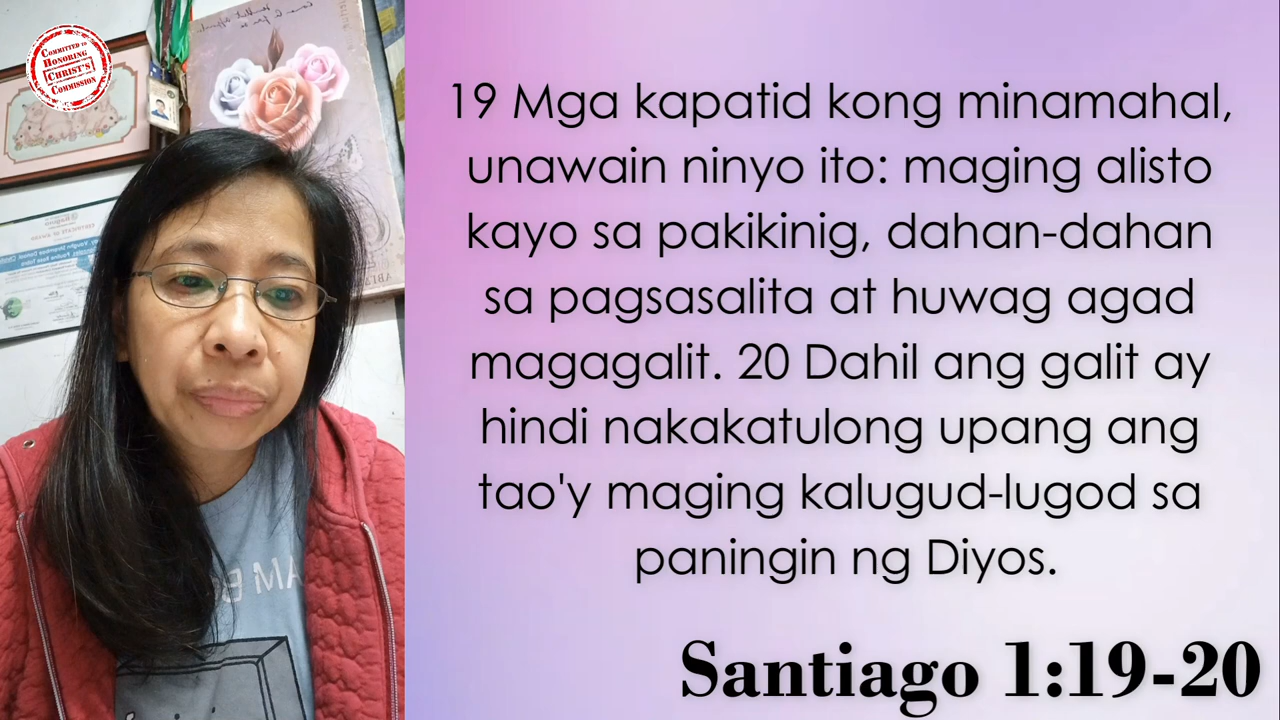 COMMITTED TO
HONORING
CHRIST'S
COMMISSION
19 Mga kapatid kong minamahal,
unawain ninyo ito: maging alisto
kayo sa pakikinig, dahan-dahan
sa pagsasalita at huwag agad
magagalit. 20 Dahil ang galit ay
hindi nakakatulong upang ang
tao'y maging kalugud-lugod sa
paningin ng Diyos.
Santiago 1:19-20